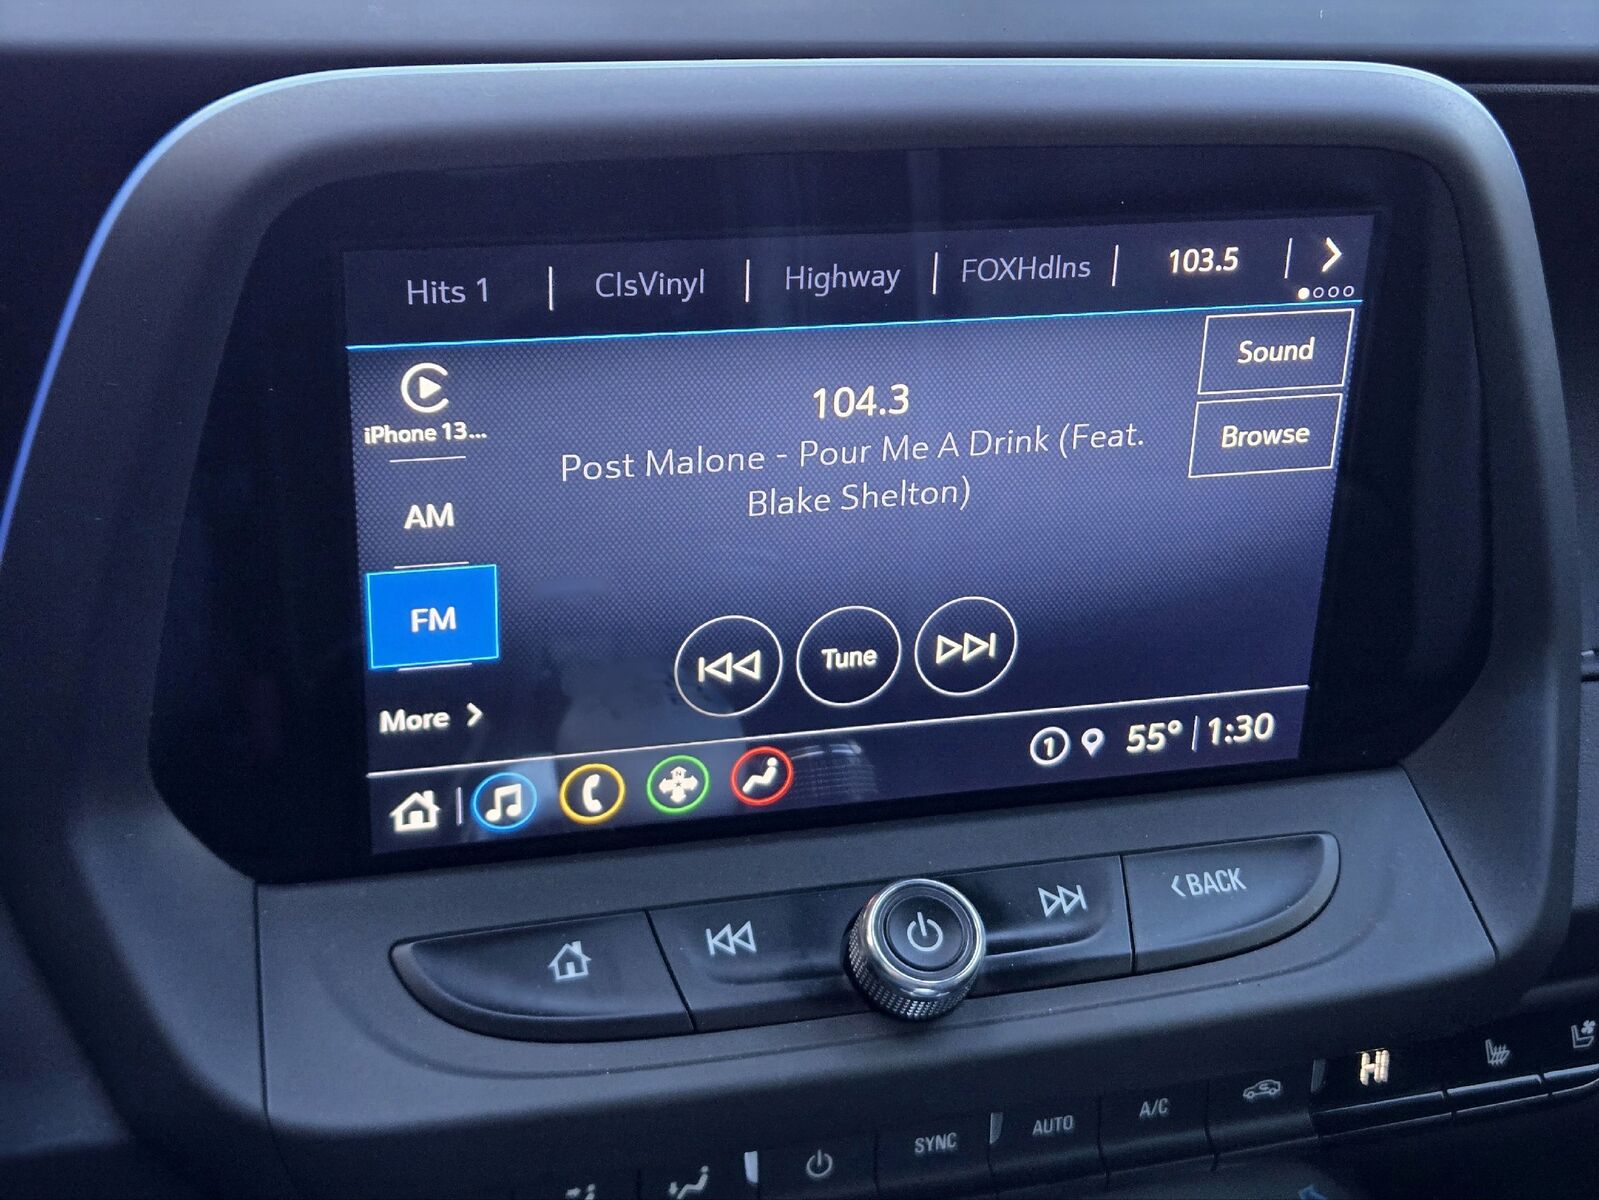 Hits 1 | ClsVinyl | Highway | FOXHdlns | 103.5 |
iPhone 13...
AM
FM
More
104.3
Post Malone - Pour Me A Drink (Feat.
Blake Shelton)
Sound
Browse
Tune
1 55° | 1:30
BACK
HI
SYNC
AUTO
A/C